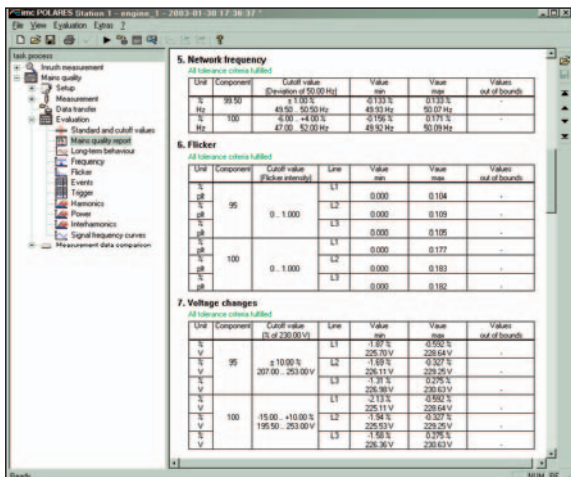 imc POLARES Station 1 - engine_1 - 2003-01-30 17 36 37 *
File View Evaluation Extras ?
task process
Inrush measurement
Mains quality
Setup
Measurement
Data transfer
Evaluation
Standard and cutoff values
Mains quality report
Long-term behaviour
Frequency
Flicker
Events
Trigger
Harmonics
Power
Interharmonics
Signal frequency curves
Measurement data comparison
5. Network frequency
All tolerance criteria fulfilled
Unit Component Cutoff value Value Value Values
(Deviation of 50.00 Hz) min max out of bounds
% 99.50 ± 1.00 % -0.133 % 0.133 % -
Hz 49.50 .. 50.50 Hz 49.93 Hz 50.07 Hz
% 100 -6.00 .. +4.00 % -0.156 % 0.171 % -
Hz 47.00 .. 52.00 Hz 49.92 Hz 50.09 Hz
6. Flicker
All tolerance criteria fulfilled
Unit Component Cutoff value Line Value Value Values
(Flicker intensity) min max out of bounds
% 95 0 .. 1.000 L1
plt 0.000 0.104 -
% L2
plt 0.000 0.109 -
% L3
plt 0.000 0.105 -
% 100 0 .. 1.000 L1
plt 0.000 0.177 -
% L2
plt 0.000 0.183 -
% L3
plt 0.000 0.182 -
7. Voltage changes
All tolerance criteria fulfilled
Unit Component Cutoff value Line Value Value Values
(% of 230.00 V) min max out of bounds
% 95 ± 10.00 % L1 -1.87 % -0.592 %
V 207.00 .. 253.00 V 225.70 V 228.64 V -
% L2 -1.69 % -0.327 %
V 226.11 V 229.25 V -
% L3 -1.31 % 0.275 %
V 226.98 V 230.63 V -
% 100 -15.00 .. +10.00 % L1 -2.13 % -0.592 %
V 195.50 .. 253.00 V 225.11 V 228.64 V -
% L2 -1.94 % -0.327 %
V 225.53 V 229.25 V -
% L3 -1.58 % 0.275 %
V 226.36 V 230.63 V -
Ready NUM